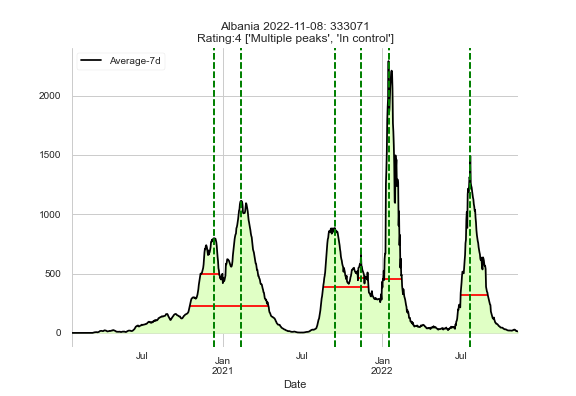 Albania 2022-11-08: 333071
Rating:4 ['Multiple peaks', 'In control']
Average-7d
2000
1500
1000
500
0
Jul
Jan
2021
Jul
Jan
2022
Jul
Date